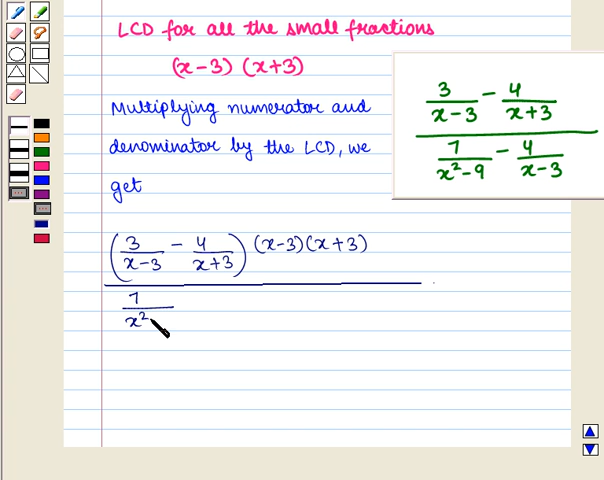 LCD for all the small fractions
(x-3) (x+3)
Multiplying numerator and
denominator by the LCD, we
get
(3/(x-3) - 4/(x+3)) (x-3)(x+3)
7/x²
3/(x-3) - 4/(x+3)
7/(x²-9) - 4/(x-3)